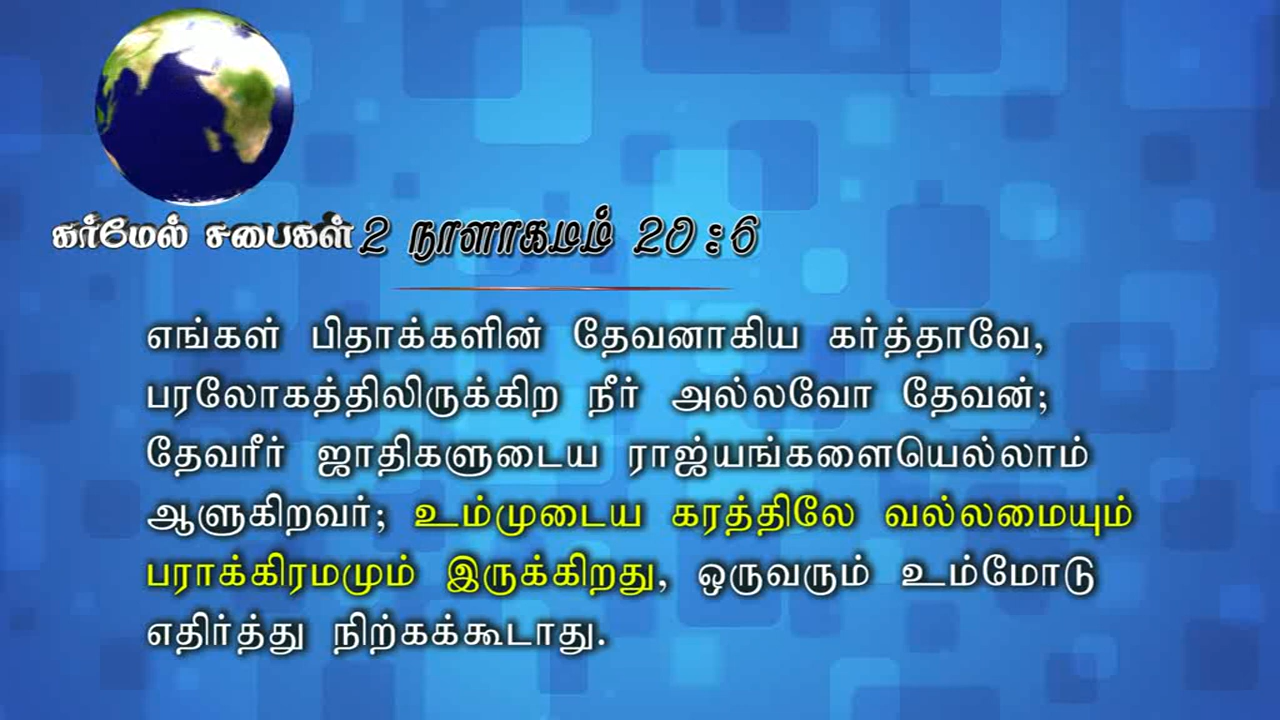 கர்மேல் சபைகள் 2 நாளாகமம் 20 : 6
எங்கள் பிதாக்களின் தேவனாகிய கர்த்தாவே,
பரலோகத்திலிருக்கிற நீர் அல்லவோ தேவன்;
தேவரீர் ஜாதிகளுடைய ராஜ்யங்களையெல்லாம்
ஆளுகிறவர்; உம்முடைய கரத்திலே வல்லமையும்
பராக்கிரமமும் இருக்கிறது, ஒருவரும் உம்மோடு
எதிர்த்து நிற்கக்கூடாது.